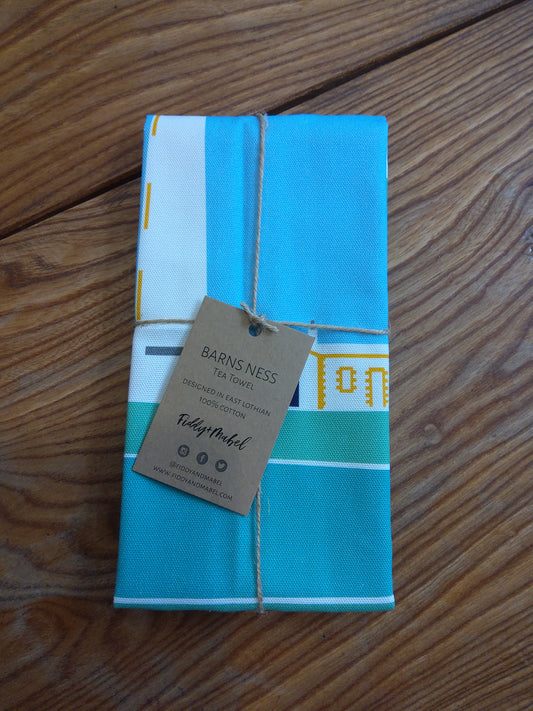 BARNS NESS
TEA TOWEL
DESIGNED IN EAST LOTHIAN
100% COTTON
Fiddy+Mabel
@FIDDYANDMABEL
WWW.FIDDYANDMABEL.COM